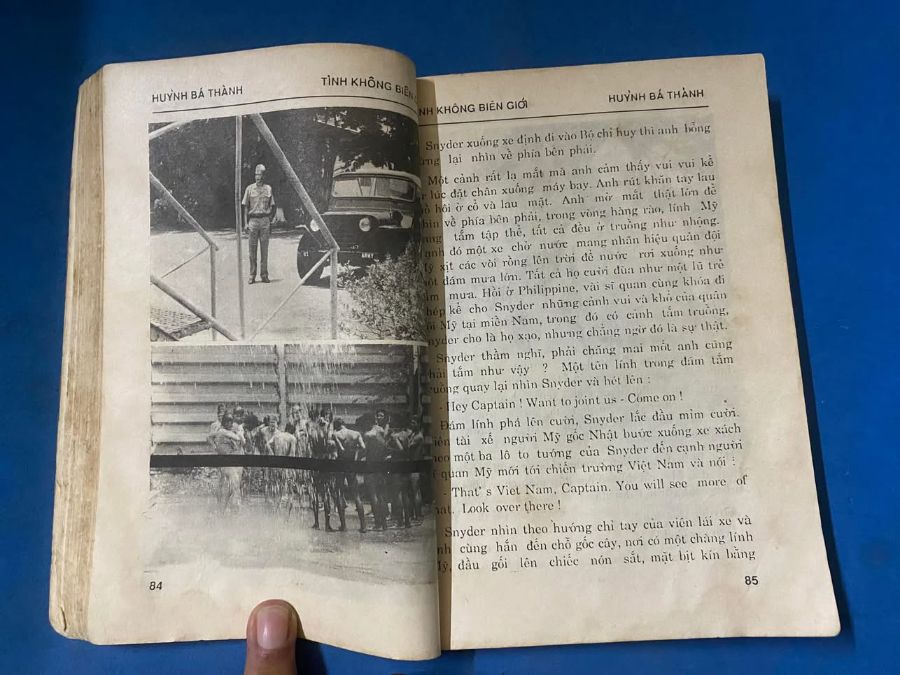 HUỲNH BÁ THÀNH
TÌNH KHÔNG BIÊN
84
KHÔNG BIÊN GIỚI
HUỲNH BÁ THÀNH
Snyder xuống xe định đi vào Bộ chỉ huy thì anh bỗng
lại nhìn về phía bên phải.
Một cảnh rất lạ mắt mà anh cảm thấy vui vui kể
lúc đặt chân xuống máy bay. Anh rút khăn tay lau
hôi ở cổ và lau mặt. Anh mở mắt thật lớn để
về phía bên phải, trong vòng hàng rào, lính Mỹ
tắm tập thể, tất cả đều ở truồng như nhộng.
đó một xe chở nước mang nhãn hiệu quân đội
xịt các vòi rồng lên trời để nước rơi xuống như
đám mưa lớn. Tất cả họ cười đùa như một lũ trẻ
mưa. Hồi ở Philippine, vài sĩ quan cùng khóa đi
kể cho Snyder những cảnh vui và khổ của quân
Mỹ tại miền Nam, trong đó có cảnh tắm truồng,
cho là họ xạo, nhưng chẳng ngờ đó là sự thật.
Snyder thầm nghĩ, phải chăng mai mốt anh cũng
tắm như vậy ? Một tên lính trong đám tắm
quay lại nhìn Snyder và hét lên :
- Hey Captain ! Want to joint us - Come on !
Đám lính phá lên cười, Snyder lắc đầu mỉm cười.
tài xế người Mỹ gốc Nhật bước xuống xe xách
một ba lô to tướng của Snyder đến cạnh người
quan Mỹ mới tới chiến trường Việt Nam và nói :
- That's Viet Nam, Captain. You will see more of
Look over there !
Snyder nhìn theo hướng chỉ tay của viên lái xe và
cùng hắn đến chỗ gốc cây, nơi có một chàng lính
đầu gối lên chiếc nón sắt, mặt bịt kín bằng
85